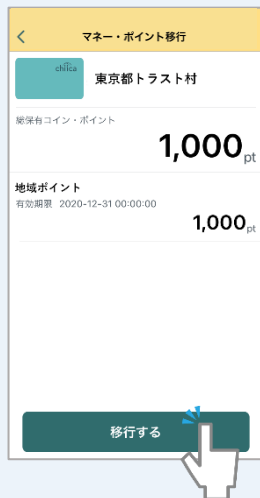 マネー・ポイント移行
chiica
東京都トラスト村
総保有コイン・ポイント
1,000pt
地域ポイント
有効期限 2020-12-31 00:00:00
1,000pt
移行する